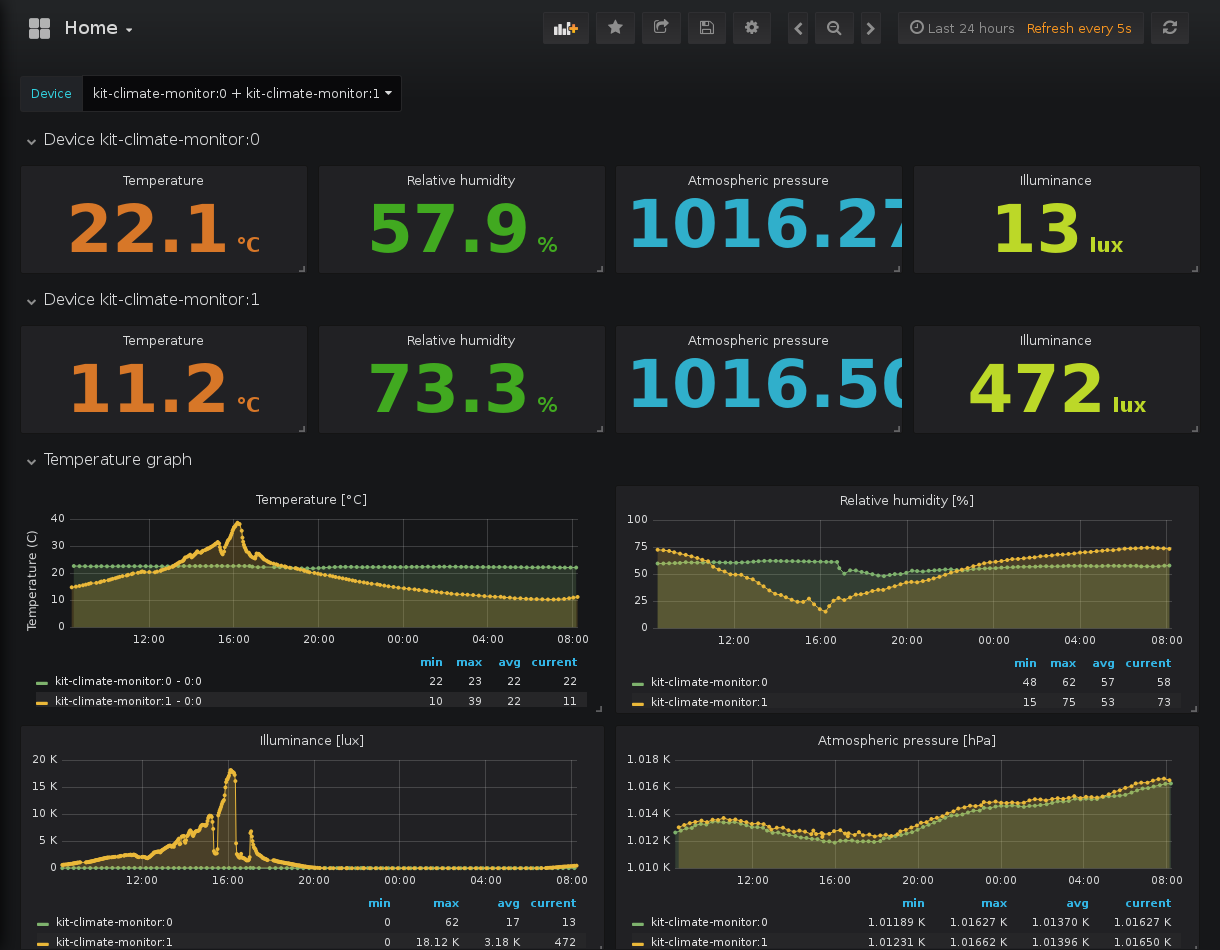 Home
Last 24 hours Refresh every 5s
Device kit-climate-monitor:0 + kit-climate-monitor:1
Device kit-climate-monitor:0
Temperature Relative humidity Atmospheric pressure Illuminance
22.1 °C 57.9 % 1016.27 13 lux
Device kit-climate-monitor:1
Temperature Relative humidity Atmospheric pressure Illuminance
11.2 °C 73.3 % 1016.50 472 lux
Temperature graph
Temperature [°C]
Temperature (C)
40
30
20
10
0
12:00 16:00 20:00 00:00 04:00 08:00
min max avg current
kit-climate-monitor:0 - 0:0 22 23 22 22
kit-climate-monitor:1 - 0:0 10 39 22 11
Relative humidity [%]
100
75
50
25
0
12:00 16:00 20:00 00:00 04:00 08:00
min max avg current
kit-climate-monitor:0 48 62 57 58
kit-climate-monitor:1 15 75 53 73
Illuminance [lux]
20 K
15 K
10 K
5 K
0
12:00 16:00 20:00 00:00 04:00 08:00
min max avg current
kit-climate-monitor:0 0 62 17 13
kit-climate-monitor:1 0 18.12 K 3.18 K 472
Atmospheric pressure [hPa]
1.018 K
1.016 K
1.014 K
1.012 K
1.010 K
12:00 16:00 20:00 00:00 04:00 08:00
min max avg current
kit-climate-monitor:0 1.01189 K 1.01627 K 1.01370 K 1.01627 K
kit-climate-monitor:1 1.01231 K 1.01662 K 1.01396 K 1.01650 K